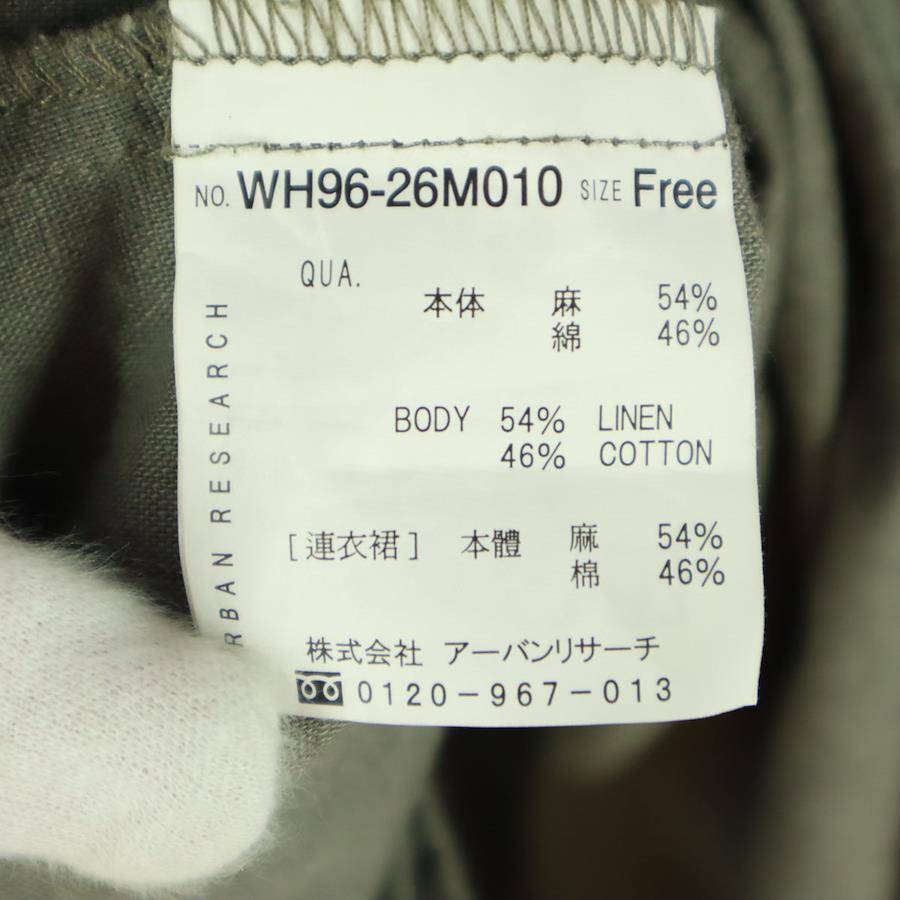 NO. WH96-26M010 SIZE Free
QUA.
本体 麻 54%
綿 46%
BODY 54% LINEN
46% COTTON
[連衣裙] 本體 麻 54%
棉 46%
株式会社 アーバンリサーチ
0120-967-013
RBAN RESEARCH